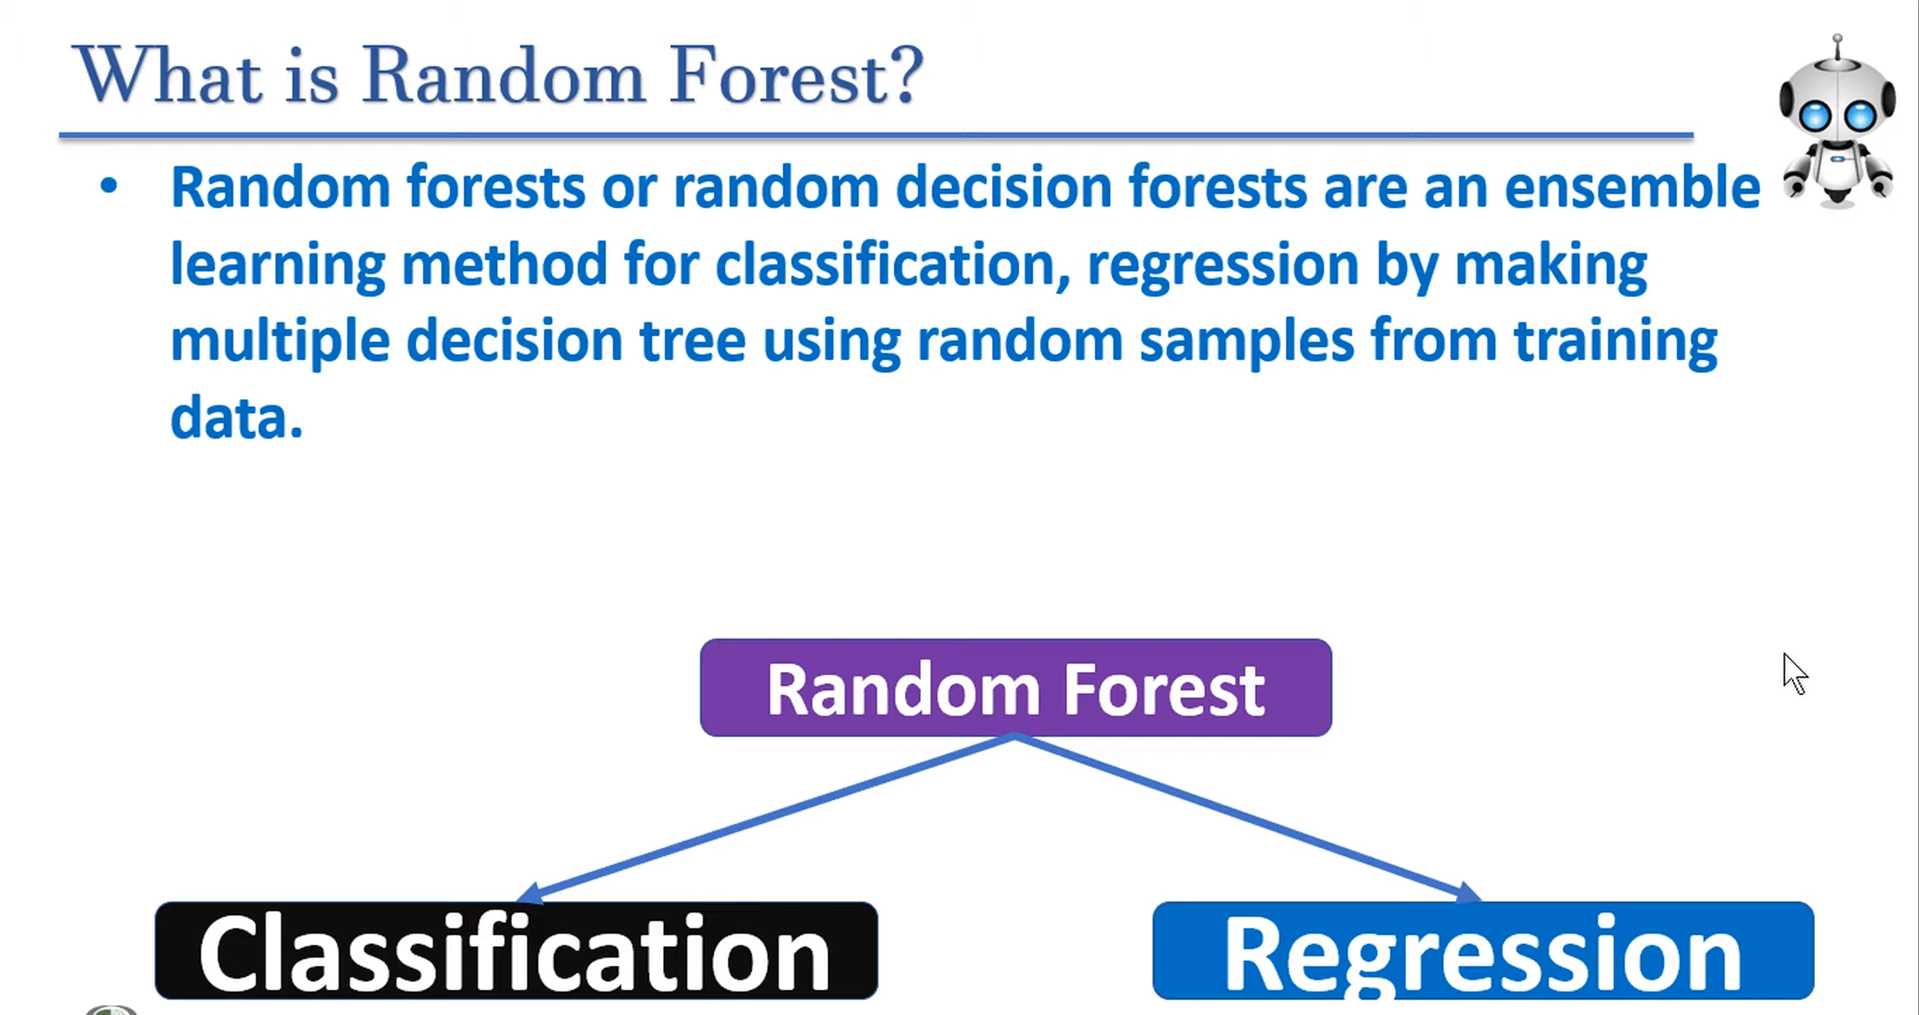 What is Random Forest?
• Random forests or random decision forests are an ensemble
learning method for classification, regression by making
multiple decision tree using random samples from training
data.
Random Forest
Classification
Regression